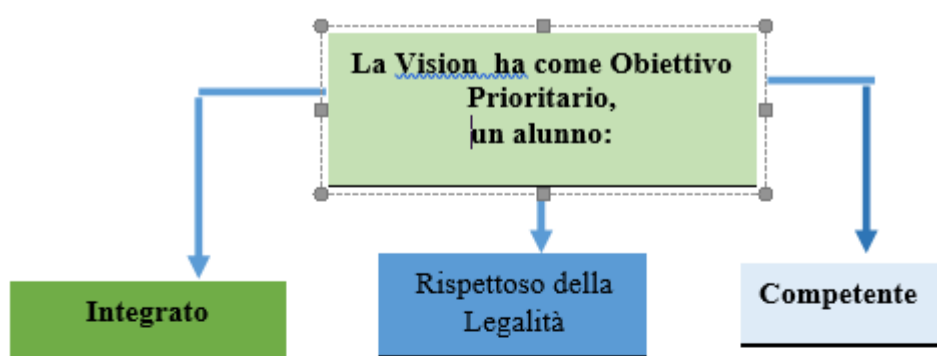 La Vision ha come Obiettivo
Prioritario,
un alunno:
Integrato
Rispettoso della
Legalità
Competente